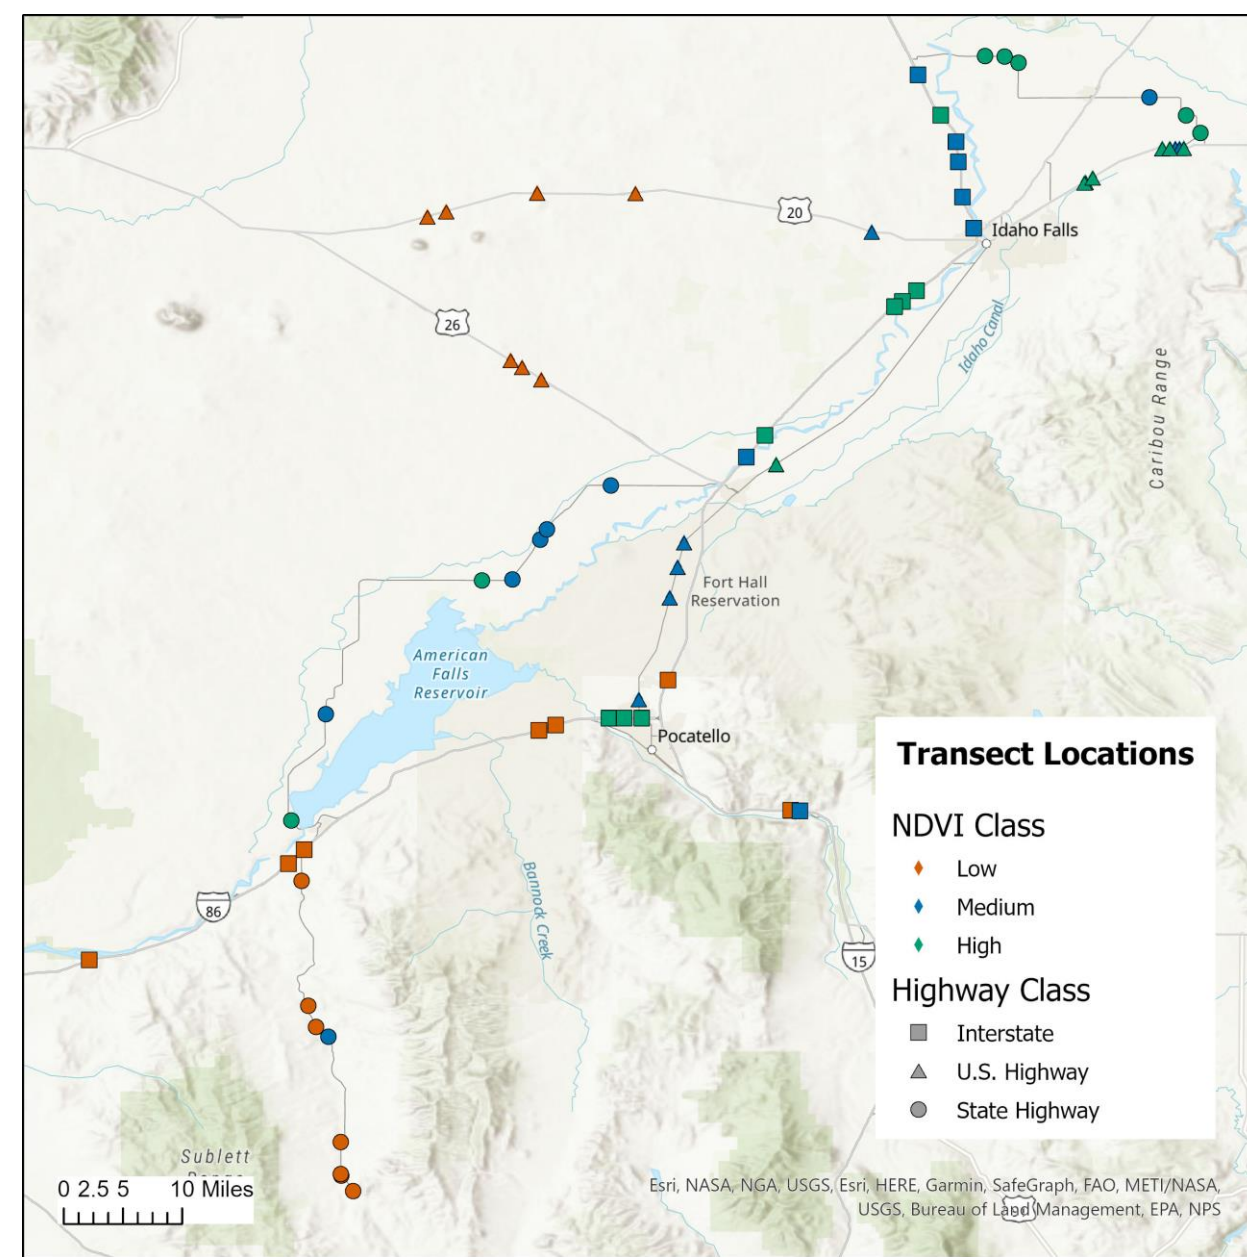 20
Idaho Falls
26
Idaho Canal
Caribou Range
Fort Hall
Reservation
American
Falls
Reservoir
Pocatello
Bannock Creek
86
15
Transect Locations
NDVI Class
Low
Medium
High
Highway Class
Interstate
U.S. Highway
State Highway
Sublett
0 2.5 5 10 Miles
Esri, NASA, NGA, USGS, Esri, HERE, Garmin, SafeGraph, FAO, METI/NASA,
USGS, Bureau of Land Management, EPA, NPS